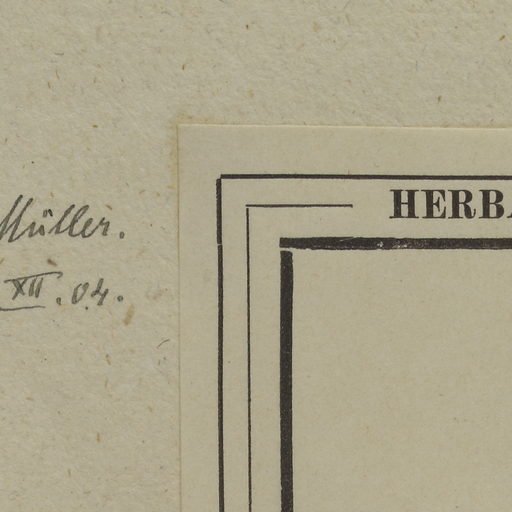 Müller.
XII. 04.
HERBA